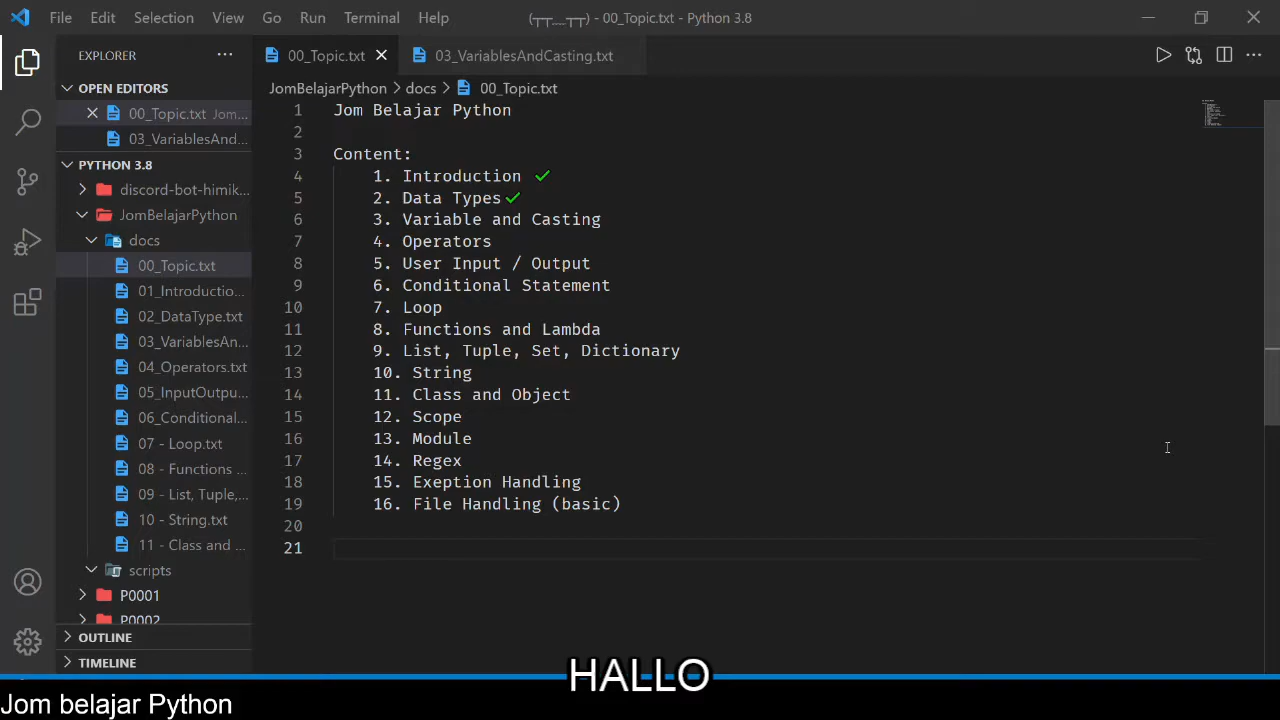 File Edit Selection View Go Run Terminal Help
(┬┬﹏┬┬) - 00_Topic.txt - Python 3.8
EXPLORER
OPEN EDITORS
00_Topic.txt Jom...
03_VariablesAnd...
PYTHON 3.8
discord-bot-himik...
JomBelajarPython
docs
00_Topic.txt
01_Introductio...
02_DataType.txt
03_VariablesAn...
04_Operators.txt
05_InputOutpu...
06_Conditional...
07 - Loop.txt
08 - Functions ...
09 - List, Tuple,...
10 - String.txt
11 - Class and ...
scripts
P0001
P0002
OUTLINE
TIMELINE
00_Topic.txt
03_VariablesAndCasting.txt
JomBelajarPython > docs > 00_Topic.txt
1 Jom Belajar Python
2
3 Content:
4 1. Introduction ✓
5 2. Data Types ✓
6 3. Variable and Casting
7 4. Operators
8 5. User Input / Output
9 6. Conditional Statement
10 7. Loop
11 8. Functions and Lambda
12 9. List, Tuple, Set, Dictionary
13 10. String
14 11. Class and Object
15 12. Scope
16 13. Module
17 14. Regex
18 15. Exeption Handling
19 16. File Handling (basic)
20
21
HALLO
Jom belajar Python